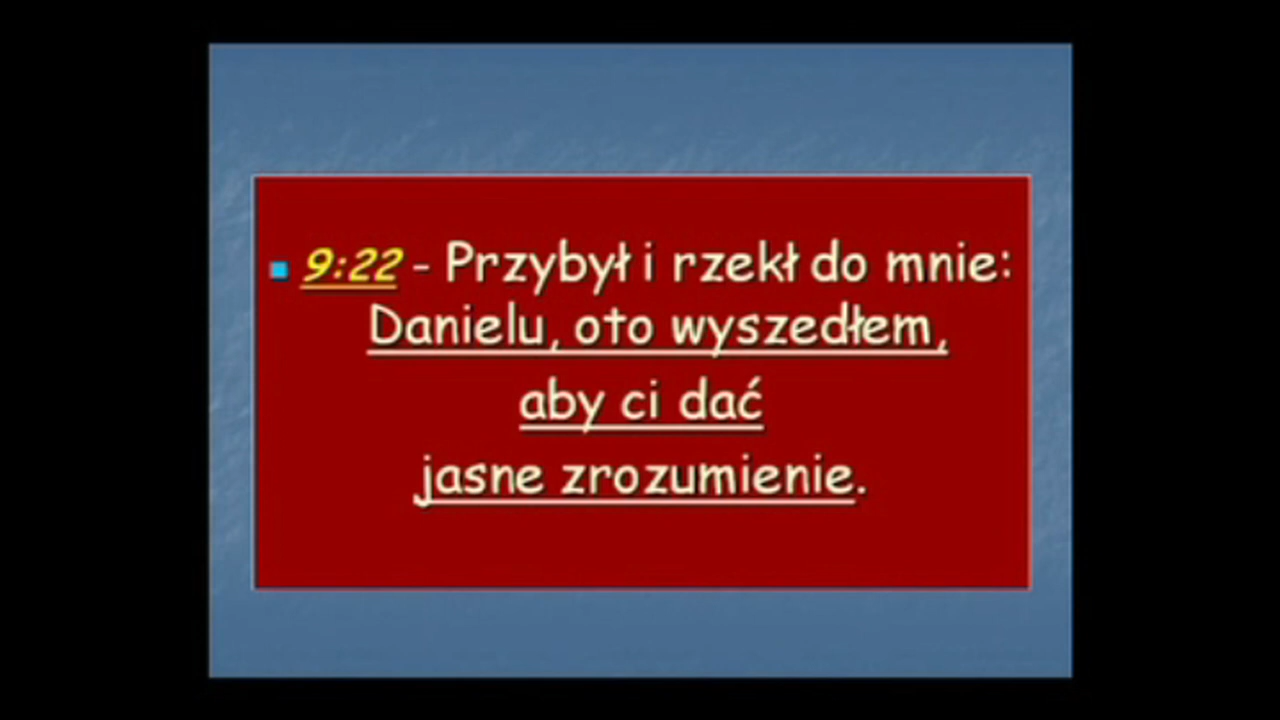 9:22 - Przybył i rzekł do mnie:
Danielu, oto wyszedłem,
aby ci dać
jasne zrozumienie.